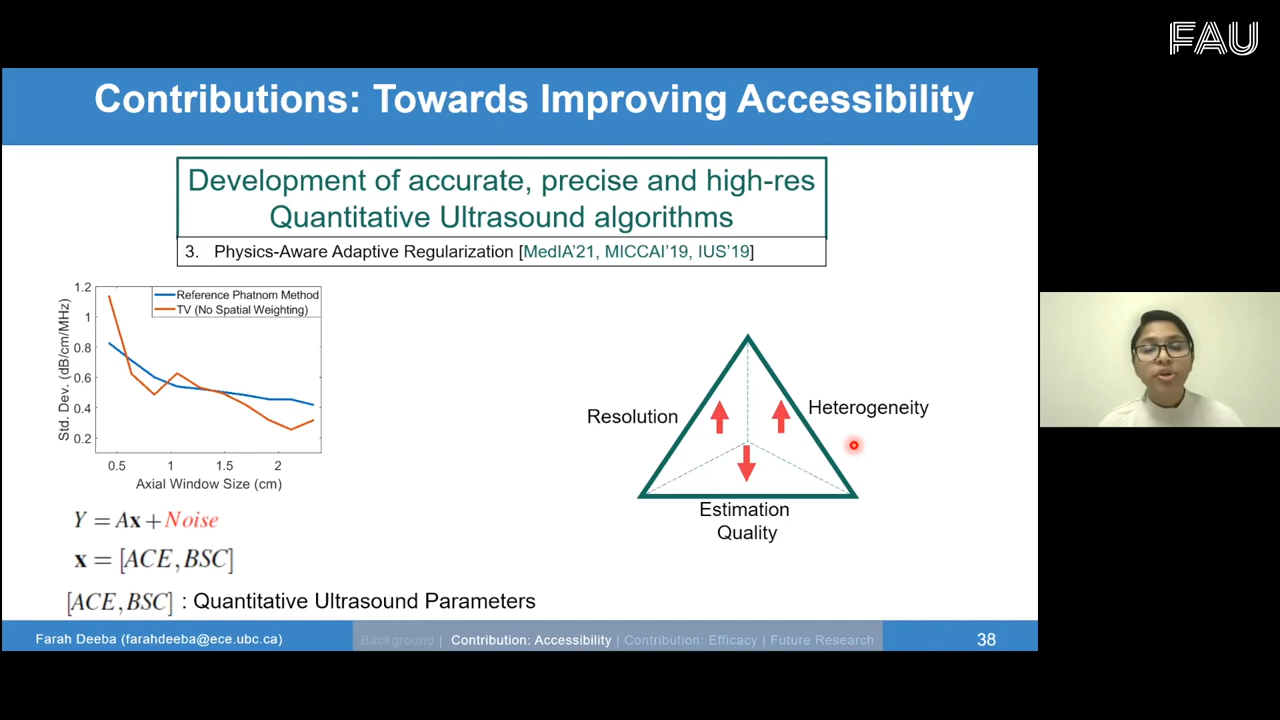 FAU
Contributions: Towards Improving Accessibility
Development of accurate, precise and high-res
Quantitative Ultrasound algorithms
3. Physics-Aware Adaptive Regularization [MedIA'21, MICCAI'19, IUS'19]
1.2
1
0.8
0.6
0.4
0.2
Std. Dev. (dB/cm/MHz)
Reference Phatnom Method
TV (No Spatial Weighting)
0.5 1 1.5 2
Axial Window Size (cm)
Resolution
Heterogeneity
Estimation
Quality
Y = Ax + Noise
x = [ACE, BSC]
[ACE, BSC] : Quantitative Ultrasound Parameters
Farah Deeba (farahdeeba@ece.ubc.ca)
Background | Contribution: Accessibility | Contribution: Efficacy | Future Research
38